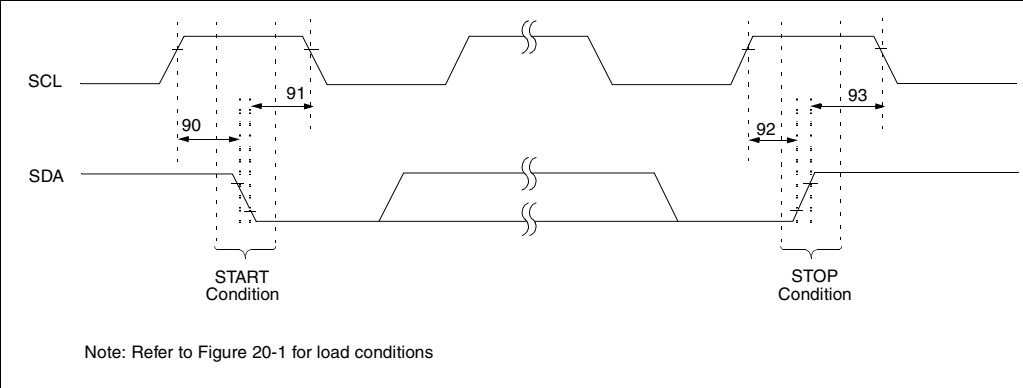 SCL
91
93
90
92
SDA
START
Condition
STOP
Condition
Note: Refer to Figure 20-1 for load conditions